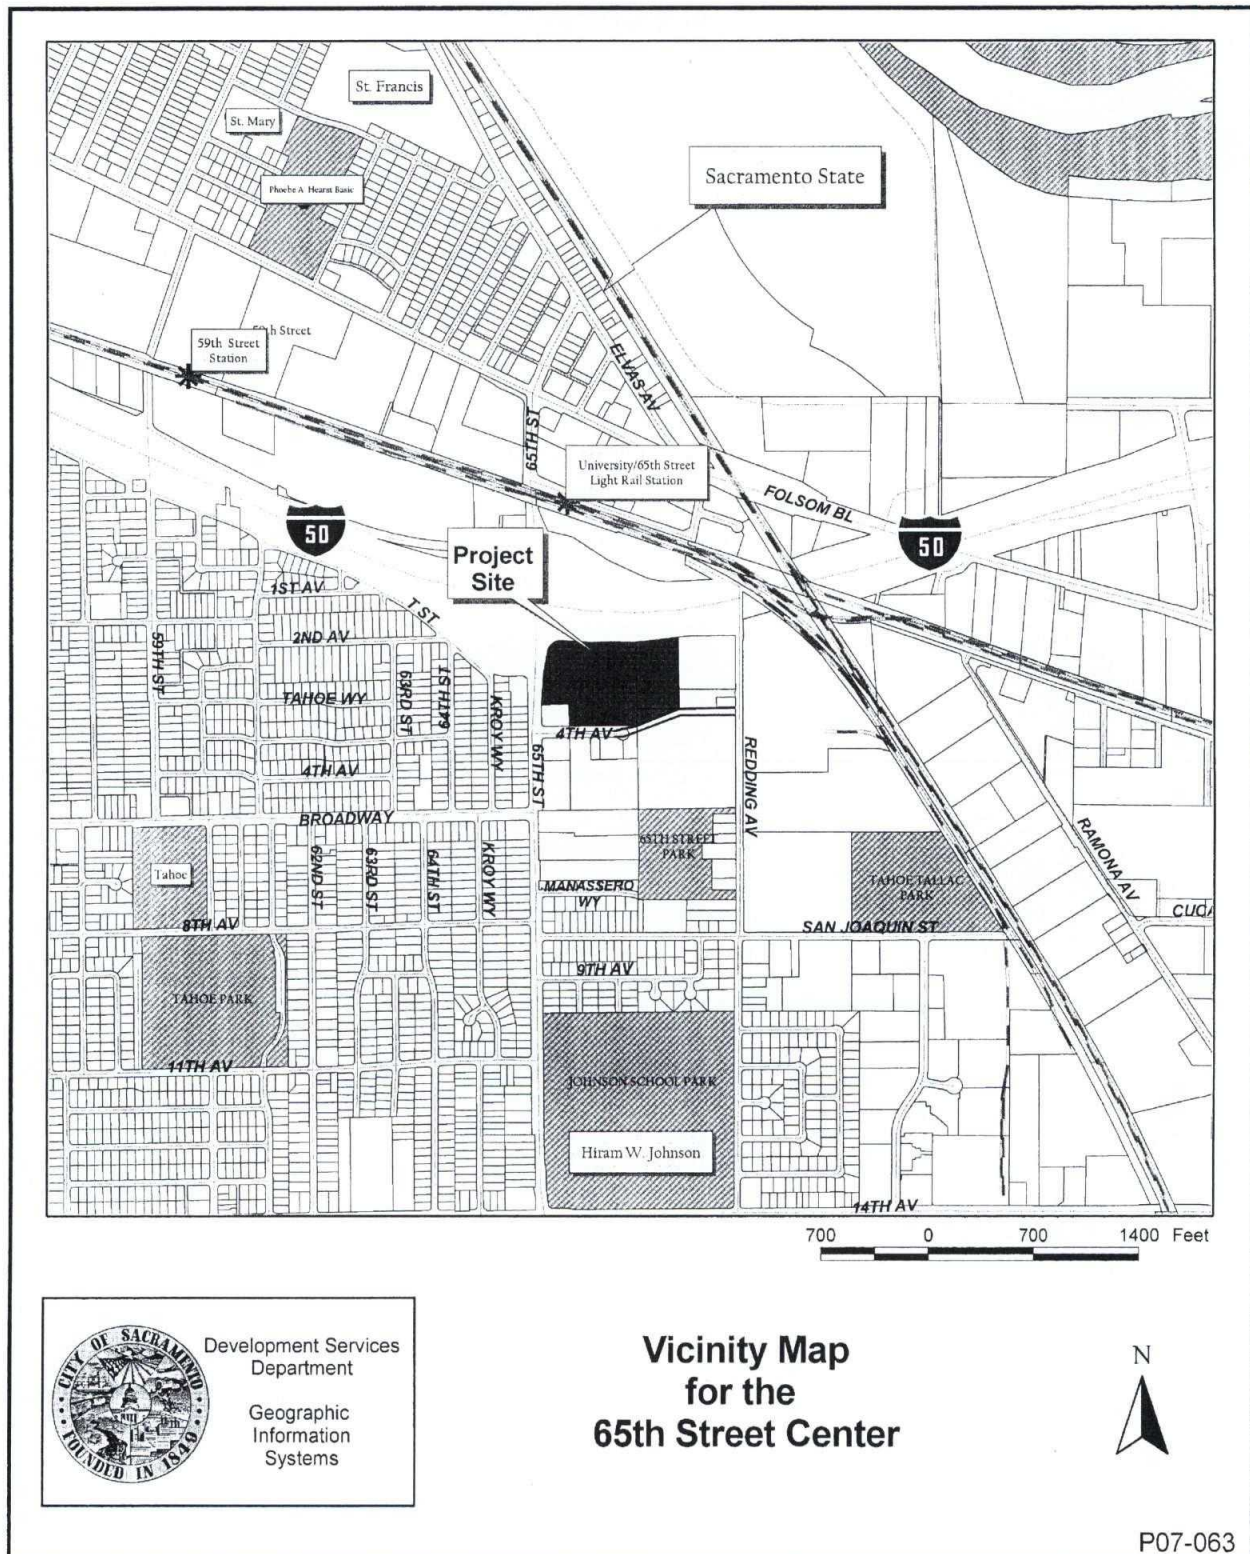 St. Francis
St. Mary
Phoebe A Hearst Basic
Sacramento State
59th Street
Station
Street
ELVAS AV
65TH ST
University/65th Street
Light Rail Station
FOLSOM BL
50
50
Project
Site
1ST AV
T ST
2ND AV
59TH ST
TAHOE WY
63RD ST
64TH ST
KROY WY
4TH AV
65TH ST
4TH AV
REDDING AV
BROADWAY
RAMONA AV
65TH STREET
PARK
Tahoe
62ND ST
63RD ST
64TH ST
KROY WY
MANASSERO
WY
TAHOE TALLAC
PARK
CUCA
8TH AV
SAN JOAQUIN ST
9TH AV
TAHOE PARK
11TH AV
JOHNSON SCHOOL PARK
Hiram W. Johnson
14TH AV
700 0 700 1400 Feet
CITY OF SACRAMENTO
FOUNDED IN 1849
Development Services
Department
Geographic
Information
Systems
Vicinity Map
for the
65th Street Center
N
P07-063